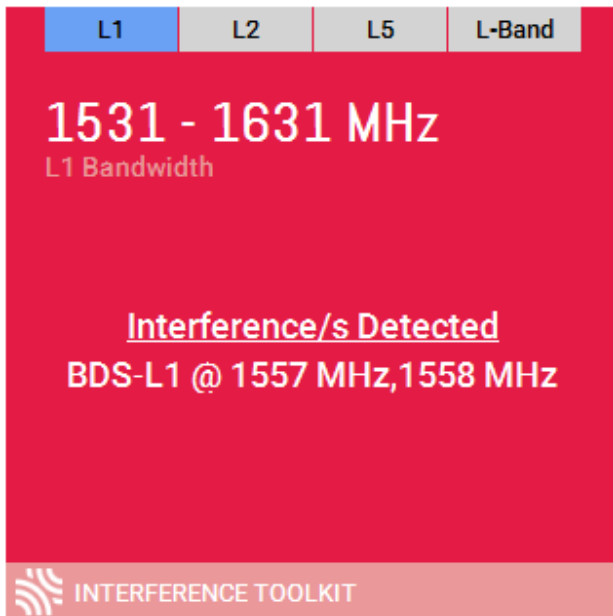 L1 L2 L5 L-Band
1531 - 1631 MHz
L1 Bandwidth
Interference/s Detected
BDS-L1 @ 1557 MHz,1558 MHz
INTERFERENCE TOOLKIT